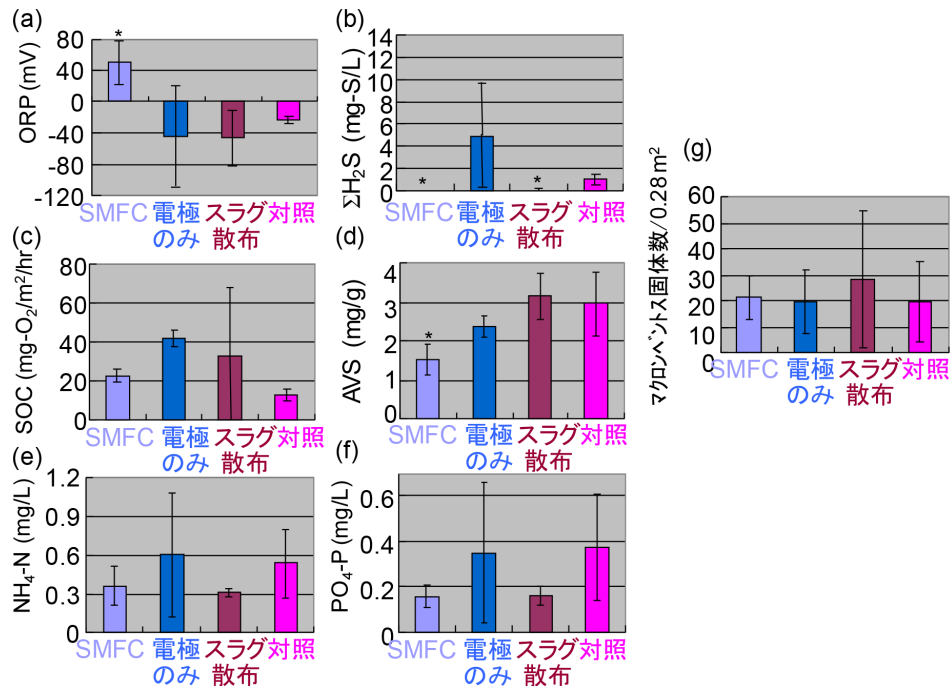 (a)
ORP (mV)
80
40
0
-40
-80
-120
*
SMFC 電極のみ スラグ散布 対照
(b)
ΣH2S (mg-S/L)
14
12
10
8
6
4
2
0
*
*
SMFC 電極のみ スラグ散布 対照
(c)
SOC (mg-O2/m2/hr)
80
60
40
20
0
SMFC 電極のみ スラグ散布 対照
(d)
AVS (mg/g)
4
3
2
1
0
*
SMFC 電極のみ スラグ散布 対照
(e)
NH4-N (mg/L)
1.2
0.9
0.6
0.3
0
SMFC 電極のみ スラグ散布 対照
(f)
PO4-P (mg/L)
0.6
0.4
0.2
0
SMFC 電極のみ スラグ散布 対照
(g)
マクロンベントス固体数/0.28m2
60
50
40
30
20
10
0
SMFC 電極のみ スラグ散布 対照